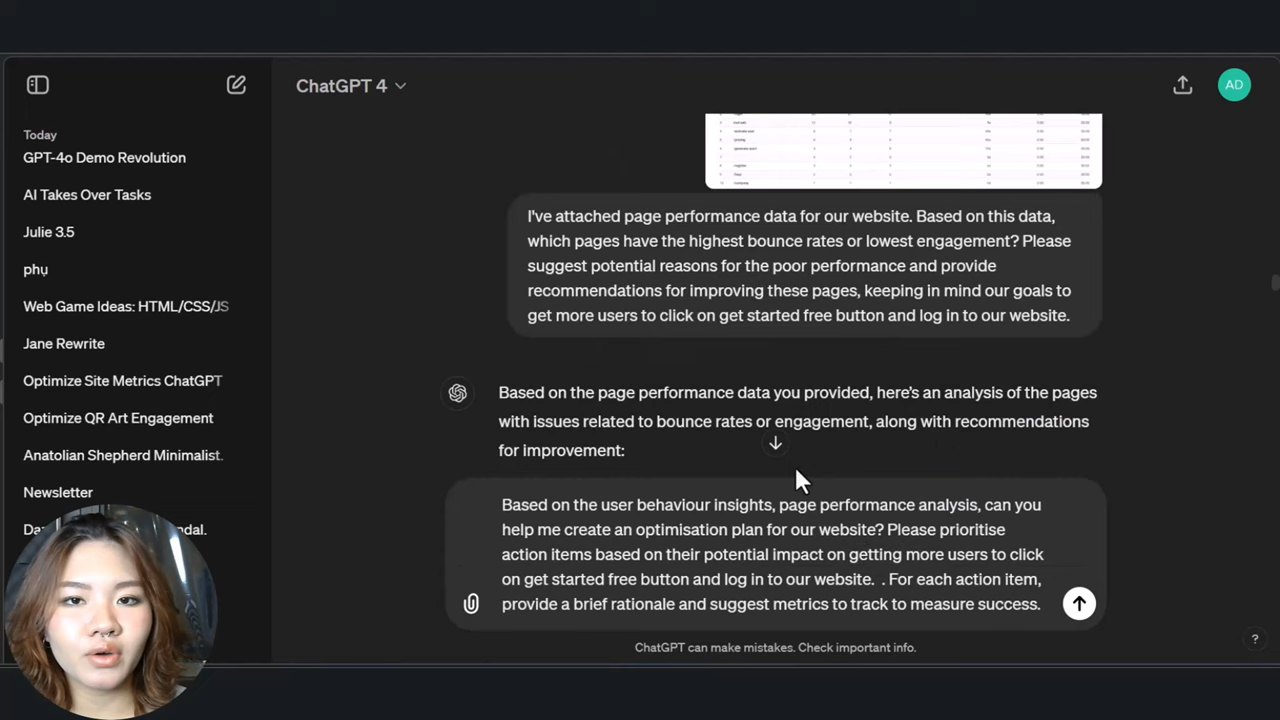 ChatGPT 4
AD
Today
GPT-4o Demo Revolution
AI Takes Over Tasks
Julie 3.5
phụ
Web Game Ideas: HTML/CSS/JS
Jane Rewrite
Optimize Site Metrics ChatGPT
Optimize QR Art Engagement
Anatolian Shepherd Minimalist.
Newsletter
I've attached page performance data for our website. Based on this data,
which pages have the highest bounce rates or lowest engagement? Please
suggest potential reasons for the poor performance and provide
recommendations for improving these pages, keeping in mind our goals to
get more users to click on get started free button and log in to our website.
Based on the page performance data you provided, here's an analysis of the pages
with issues related to bounce rates or engagement, along with recommendations
for improvement:
Based on the user behaviour insights, page performance analysis, can you
help me create an optimisation plan for our website? Please prioritise
action items based on their potential impact on getting more users to click
on get started free button and log in to our website. . For each action item,
provide a brief rationale and suggest metrics to track to measure success.
ChatGPT can make mistakes. Check important info.
?